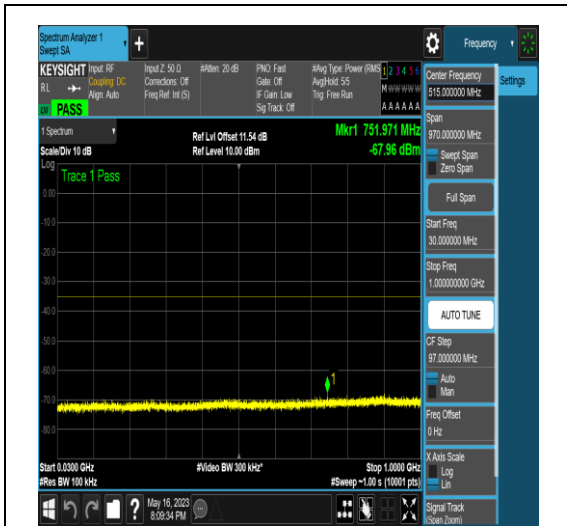 Spectrum Analyzer 1
Swept SA
Frequency
KEYSIGHT
RL
PASS
Input: RF
Coupling: DC
Align: Auto
Input Z: 50 Ω
Corrections: Off
Freq Ref: Int (S)
#Atten: 20 dB
PNO: Fast
Gate: Off
IF Gain: Low
Sig Track: Off
#Avg Type: Power (RMS
Avg|Hold: 5/5
Trig: Free Run
1 2 3 4 5 6
M W W W W W
A A A A A A
1 Spectrum
Scale/Div 10 dB
Ref Lvl Offset 11.54 dB
Ref Level 10.00 dBm
Mkr1 751.971 MHz
-67.96 dBm
Log
Trace 1 Pass
0.00
-10.0
-20.0
-30.0
-40.0
-50.0
-60.0
-70.0
-80.0
1
Start 0.0300 GHz
#Res BW 100 kHz
#Video BW 300 kHz*
Stop 1.0000 GHz
#Sweep ~1.00 s (10001 pts)
May 16, 2023
8:09:34 PM
Center Frequency
515.000000 MHz
Settings
Span
970.000000 MHz
Swept Span
Zero Span
Full Span
Start Freq
30.000000 MHz
Stop Freq
1.000000000 GHz
AUTO TUNE
CF Step
97.000000 MHz
Auto
Man
Freq Offset
0 Hz
X Axis Scale
Log
Lin
Signal Track
(Span Zoom)